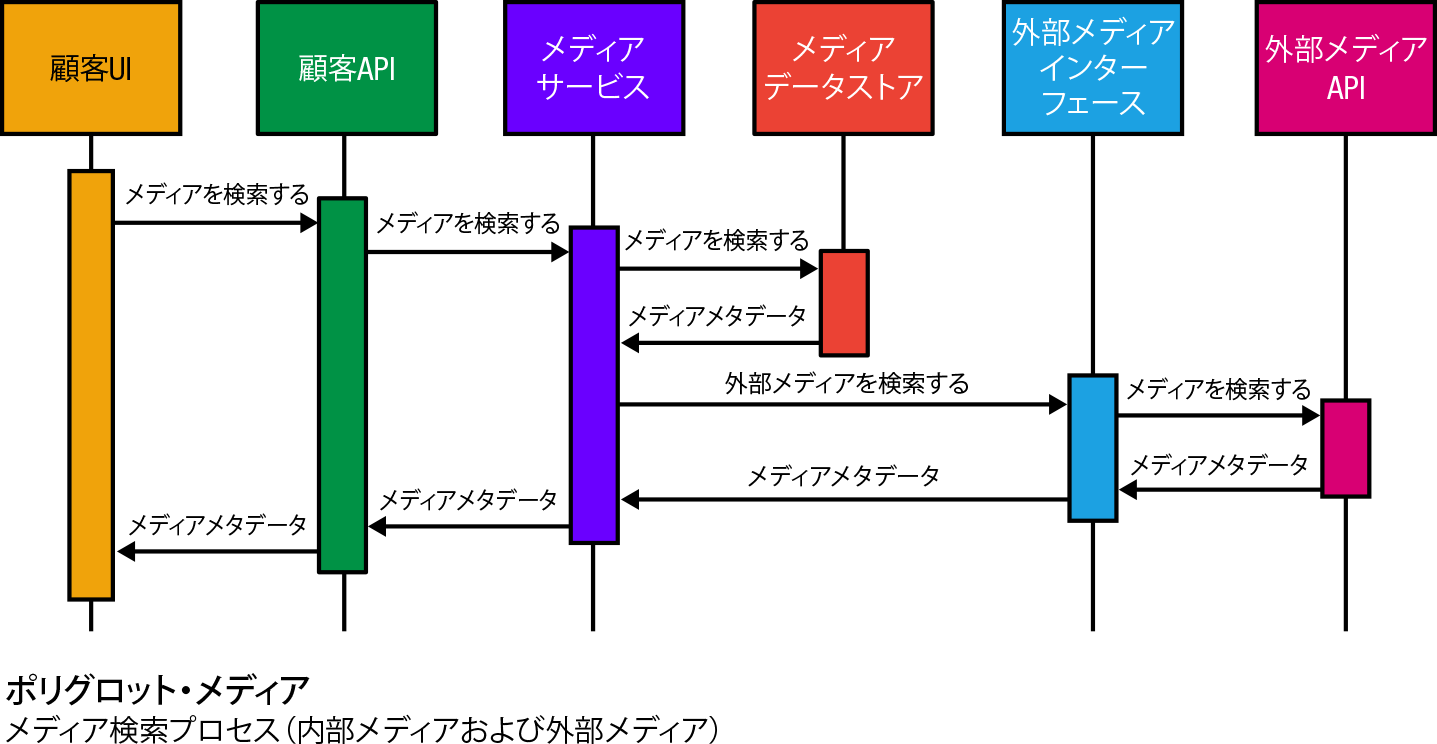 顧客UI
顧客API
メディア
サービス
メディア
データストア
外部メディア
インター
フェース
外部メディア
API
メディアを検索する
メディアを検索する
メディアを検索する
メディアメタデータ
外部メディアを検索する
メディアを検索する
メディアメタデータ
メディアメタデータ
メディアメタデータ
メディアメタデータ
ポリグロット・メディア
メディア検索プロセス（内部メディアおよび外部メディア）